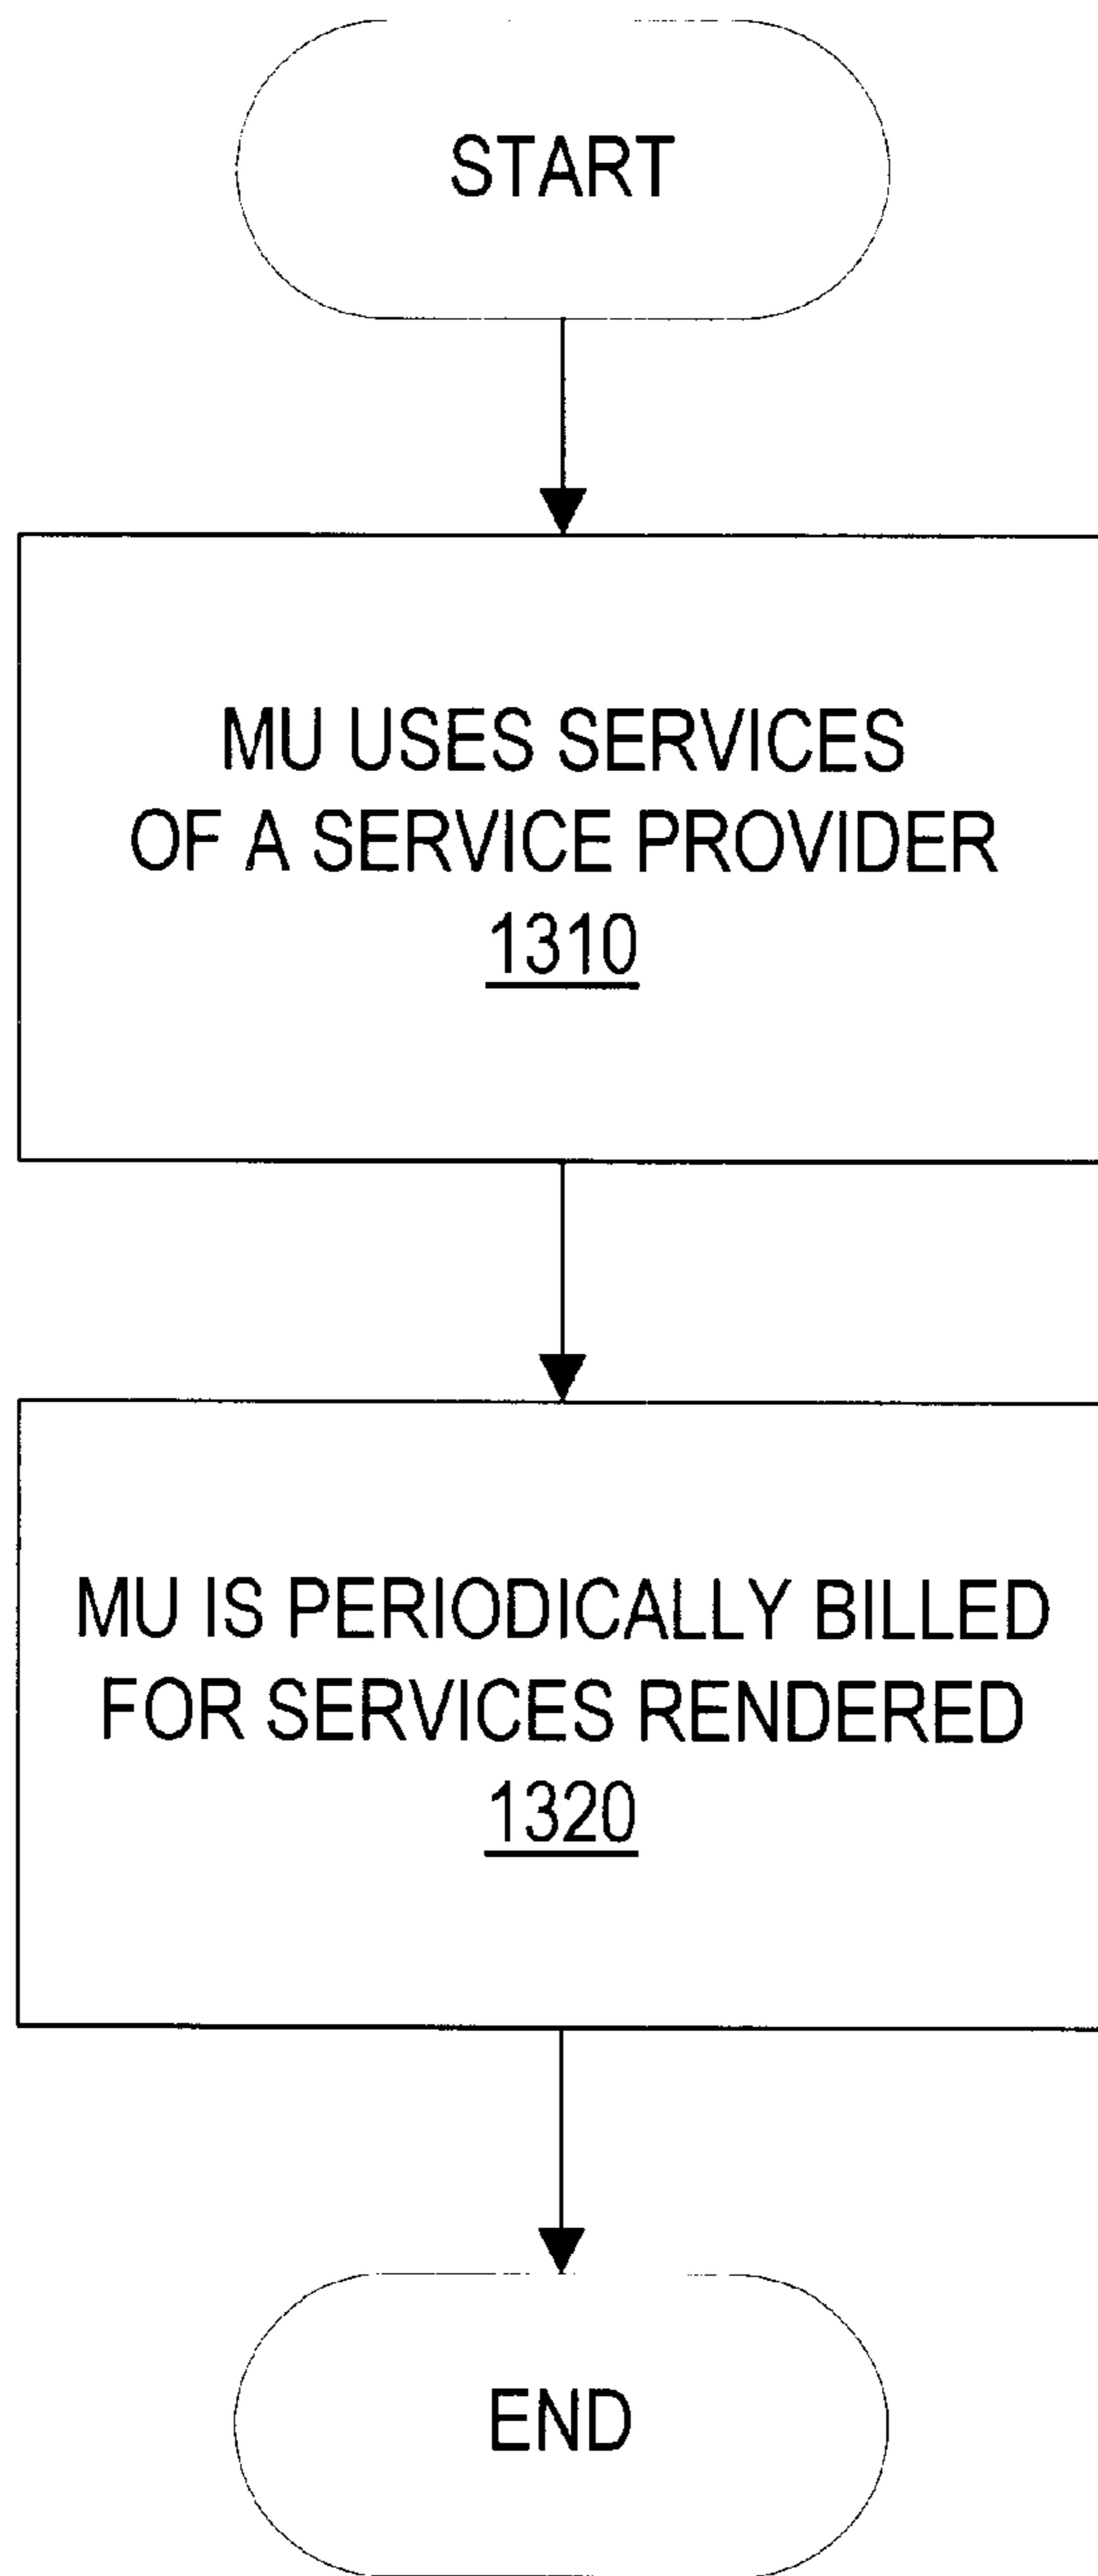 START
MU USES SERVICES
OF A SERVICE PROVIDER
1310
MU IS PERIODICALLY BILLED
FOR SERVICES RENDERED
1320
END